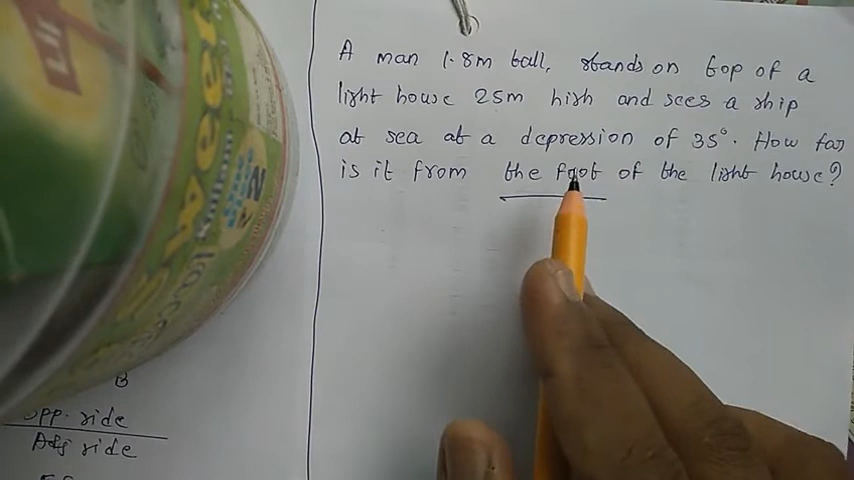 A man 1.8m tall, stands on top of a
light house 25m high and sees a ship
at sea at a depression of 35°. How far
is it from the foot of the light house?
B
Opp. side
Adj side